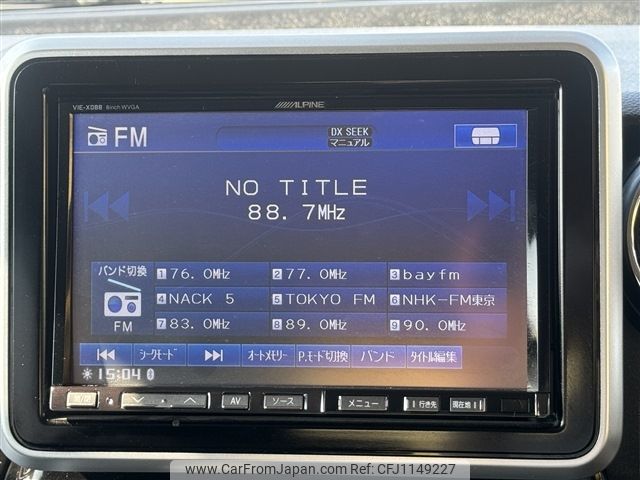 VIE-X088 8inch WVGA
ALPINE
FM
DX SEEK
マニュアル
NO TITLE
88.7MHz
バンド切換
FM
1 76.0MHz
2 77.0MHz
3 bayfm
4 NACK 5
5 TOKYO FM
6 NHK-FM東京
7 83.0MHz
8 89.0MHz
9 90.0MHz
シークモード
オートメモリー
P.モード切換
バンド
タイトル編集
15:04
AV
ソース
メニュー
行き先
現在地
www.CarFromJapan.com - CFJ1149227